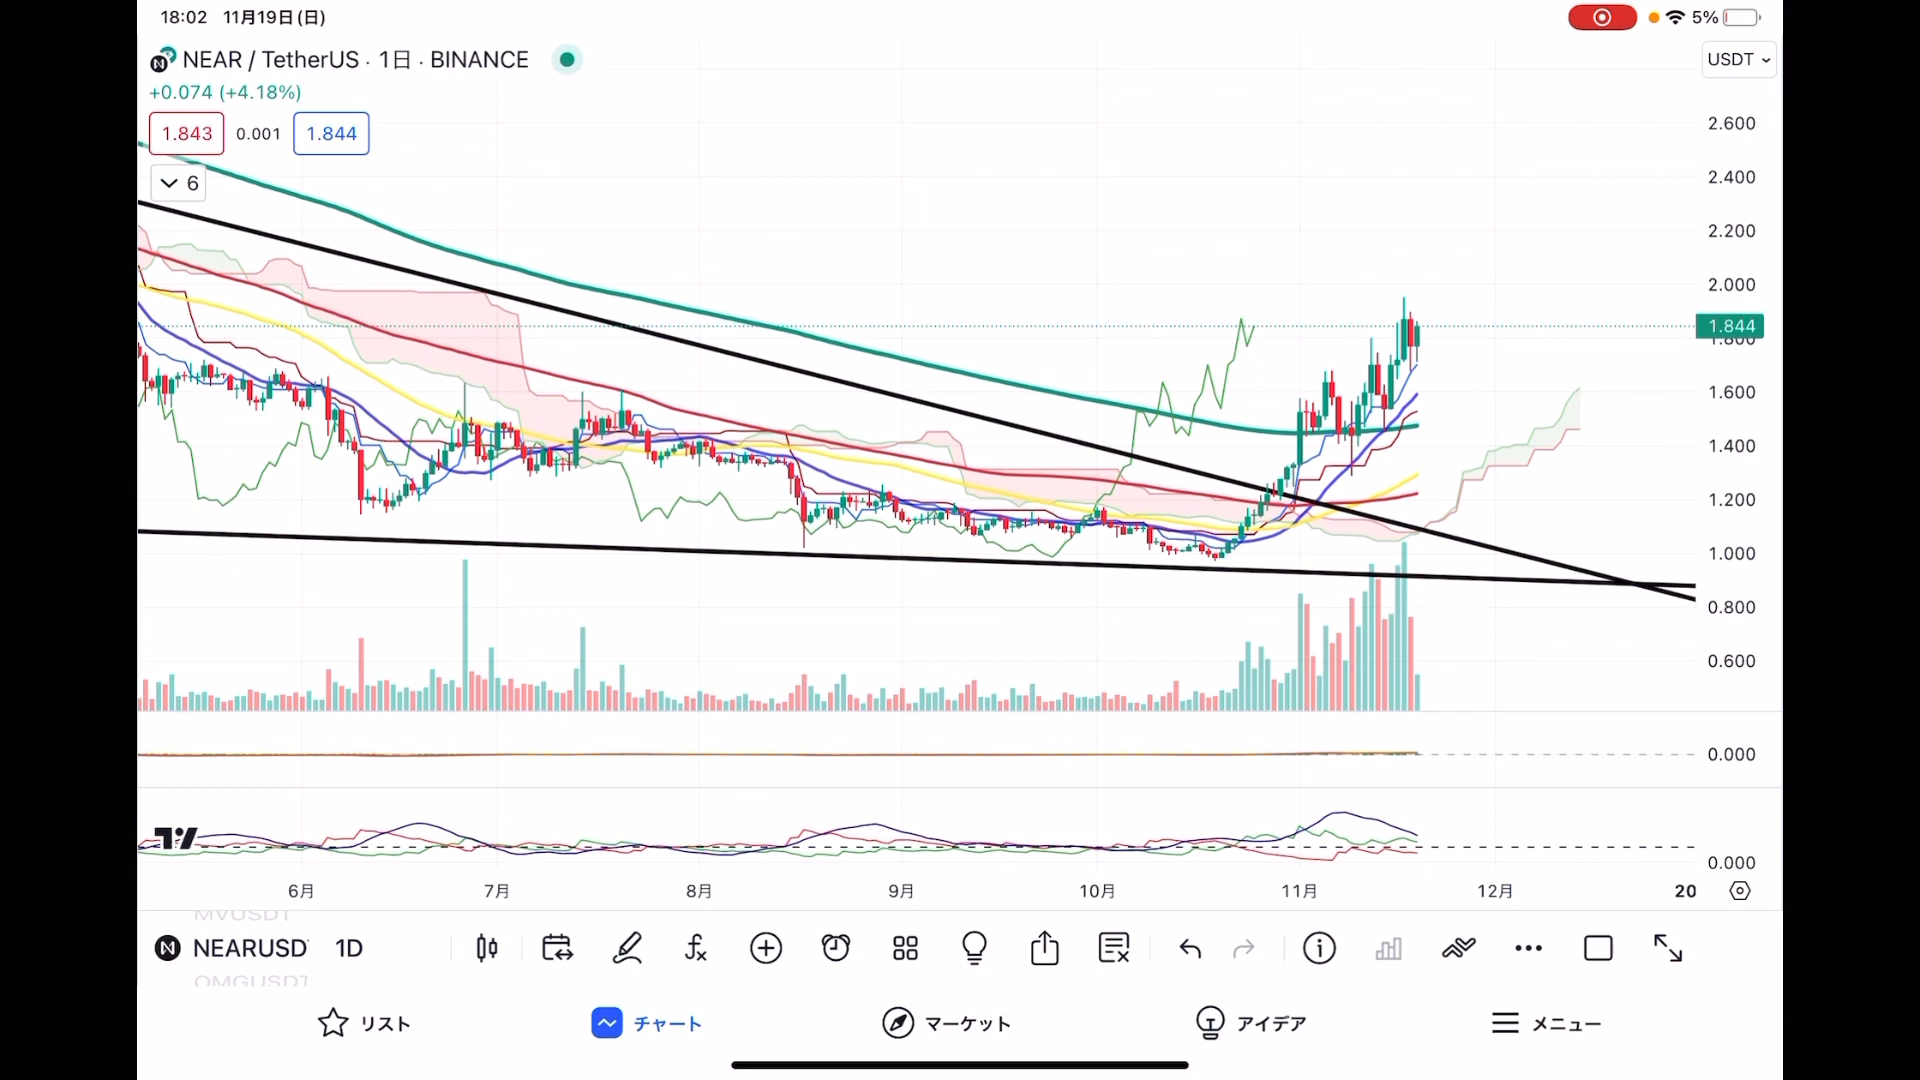 18:02 11月19日(日)
5%
NEAR / TetherUS · 1日 · BINANCE
USDT
+0.074 (+4.18%)
1.843 0.001 1.844
6
2.600
2.400
2.200
2.000
1.844
1.800
1.600
1.400
1.200
1.000
0.800
0.600
0.000
0.000
6月 7月 8月 9月 10月 11月 12月 20
MVUSDT
NEARUSD 1D
OMGUSDT
リスト チャート マーケット アイデア メニュー